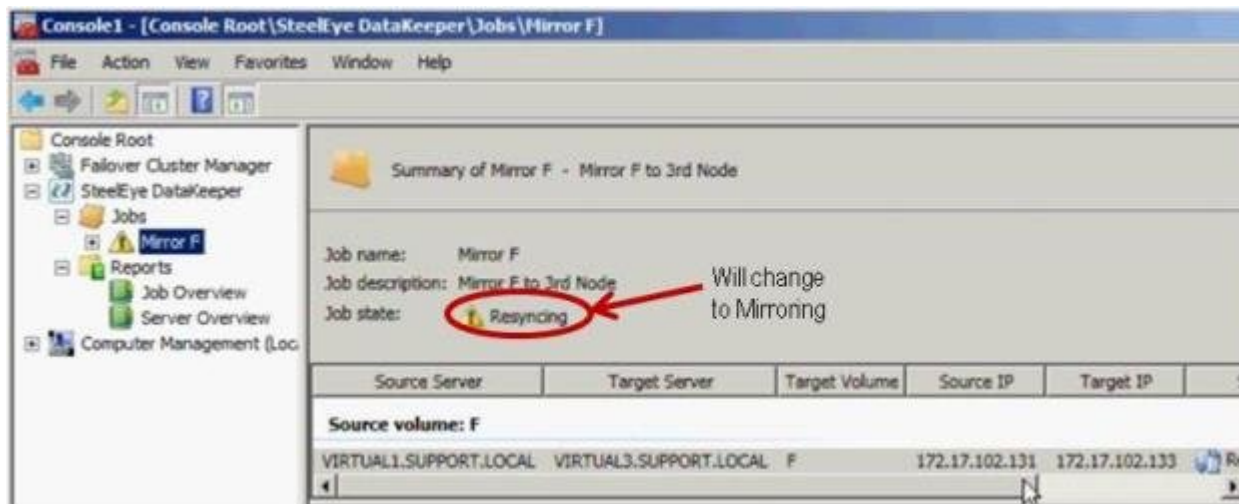 Console1 - [Console Root\SteelEye DataKeeper\Jobs\Mirror F]
File Action View Favorites Window Help
Console Root
Failover Cluster Manager
SteelEye DataKeeper
Jobs
Mirror F
Reports
Job Overview
Server Overview
Computer Management (Loca
Summary of Mirror F - Mirror F to 3rd Node
Job name: Mirror F
Job description: Mirror F to 3rd Node
Job state: Resyncing
Will change
to Mirroring
Source Server Target Server Target Volume Source IP Target IP
Source volume: F
VIRTUAL1.SUPPORT.LOCAL VIRTUAL3.SUPPORT.LOCAL F 172.17.102.131 172.17.102.133